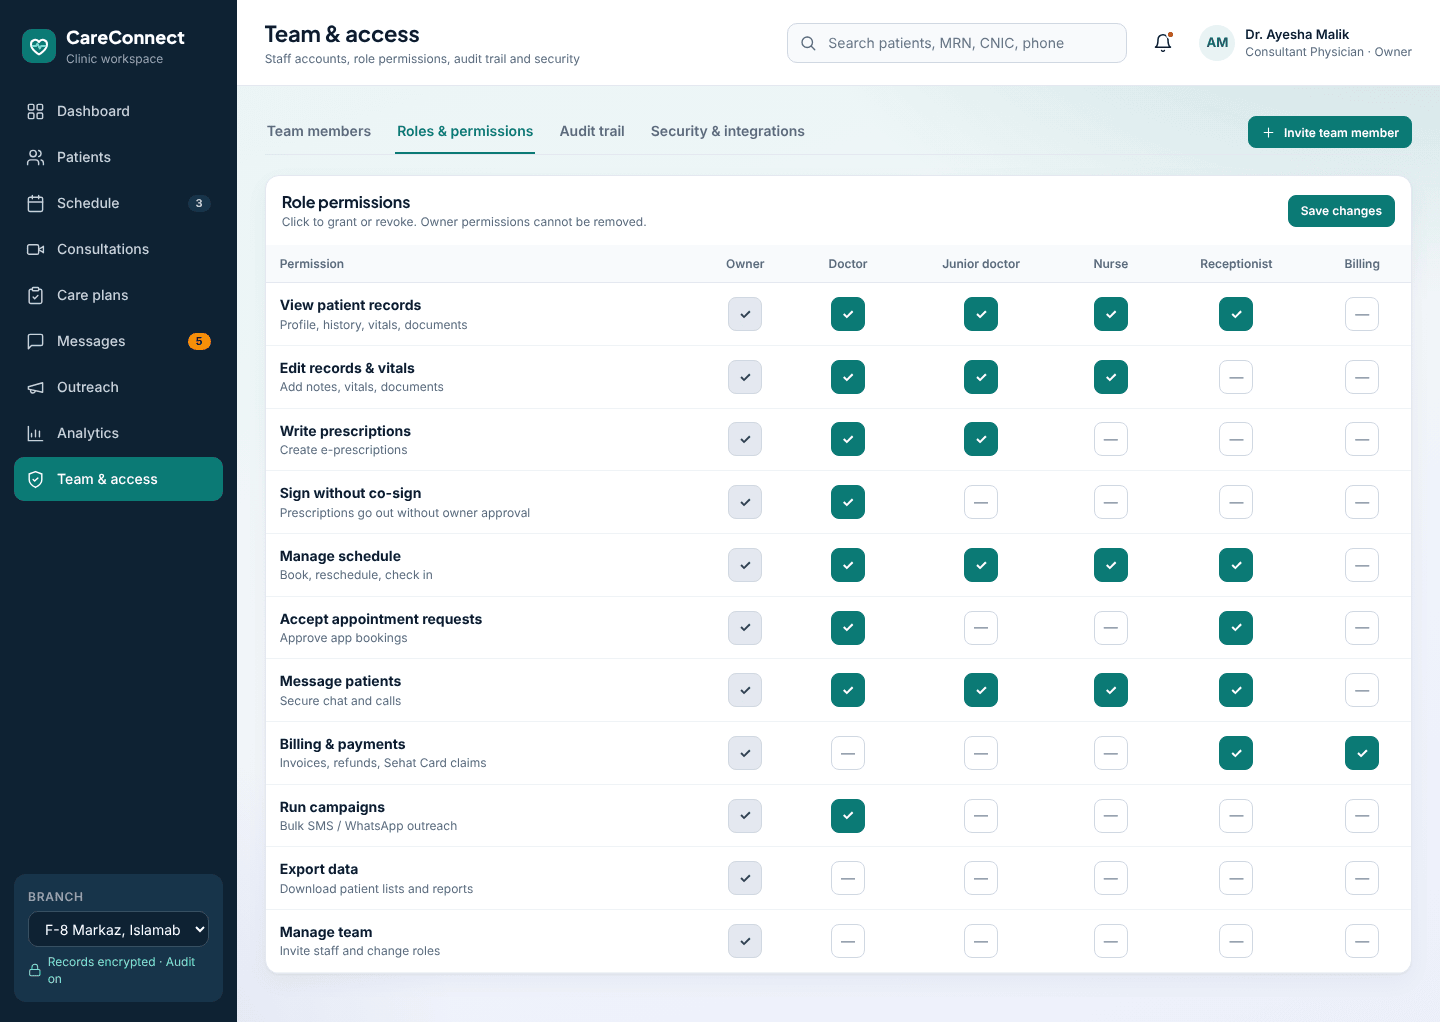 CareConnect
Clinic workspace
Dashboard
Patients
Schedule 3
Consultations
Care plans
Messages 5
Outreach
Analytics
Team & access
BRANCH
F-8 Markaz, Islamab
Records encrypted · Audit
on
Team & access
Staff accounts, role permissions, audit trail and security
Search patients, MRN, CNIC, phone
AM
Dr. Ayesha Malik
Consultant Physician · Owner
Team members Roles & permissions Audit trail Security & integrations
Invite team member
Role permissions
Click to grant or revoke. Owner permissions cannot be removed.
Save changes
Permission Owner Doctor Junior doctor Nurse Receptionist Billing
View patient records
Profile, history, vitals, documents
Edit records & vitals
Add notes, vitals, documents
Write prescriptions
Create e-prescriptions
Sign without co-sign
Prescriptions go out without owner approval
Manage schedule
Book, reschedule, check in
Accept appointment requests
Approve app bookings
Message patients
Secure chat and calls
Billing & payments
Invoices, refunds, Sehat Card claims
Run campaigns
Bulk SMS / WhatsApp outreach
Export data
Download patient lists and reports
Manage team
Invite staff and change roles